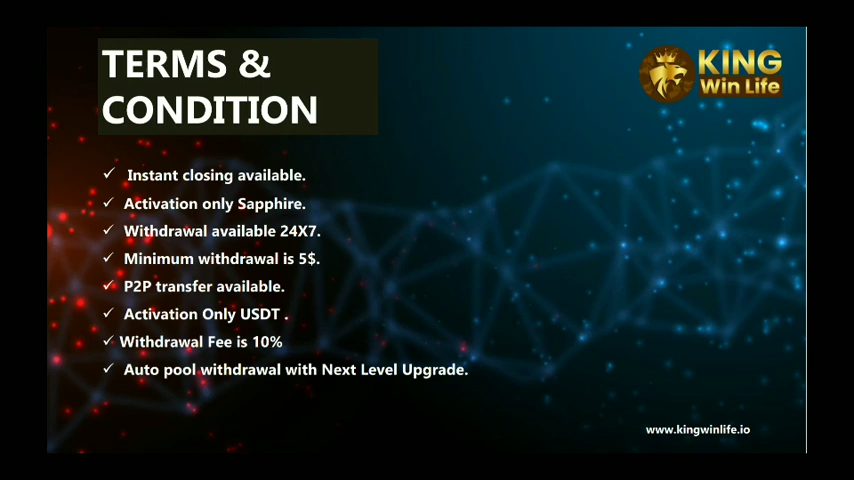 TERMS &
CONDITION
KING
Win Life
✓ Instant closing available.
✓ Activation only Sapphire.
✓ Withdrawal available 24X7.
✓ Minimum withdrawal is 5$.
✓ P2P transfer available.
✓ Activation Only USDT .
✓ Withdrawal Fee is 10%
✓ Auto pool withdrawal with Next Level Upgrade.
www.kingwinlife.io